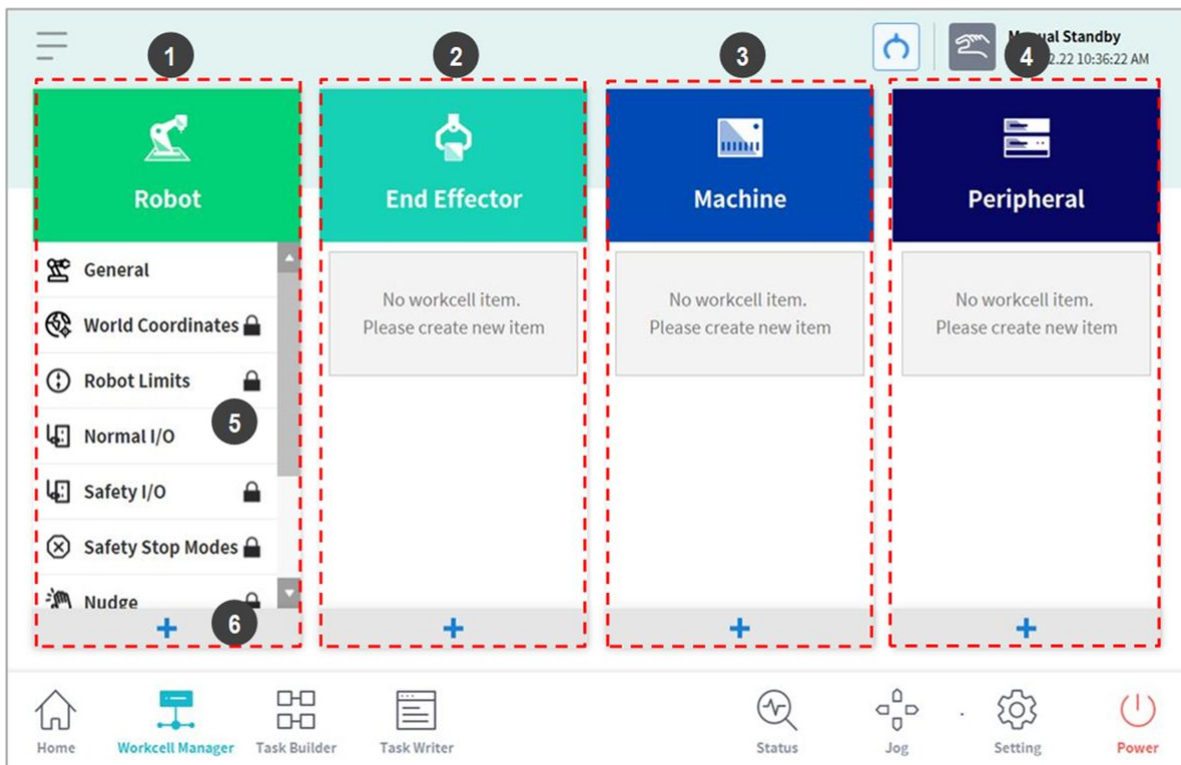 1
2
3
4
Standby
2.22 10:36:22 AM
Robot
End Effector
Machine
Peripheral
General
World Coordinates
Robot Limits
5
Normal I/O
Safety I/O
Safety Stop Modes
Nudge
6
+
No workcell item.
Please create new item
+
No workcell item.
Please create new item
+
No workcell item.
Please create new item
+
Home
Workcell Manager
Task Builder
Task Writer
Status
Jog
Setting
Power